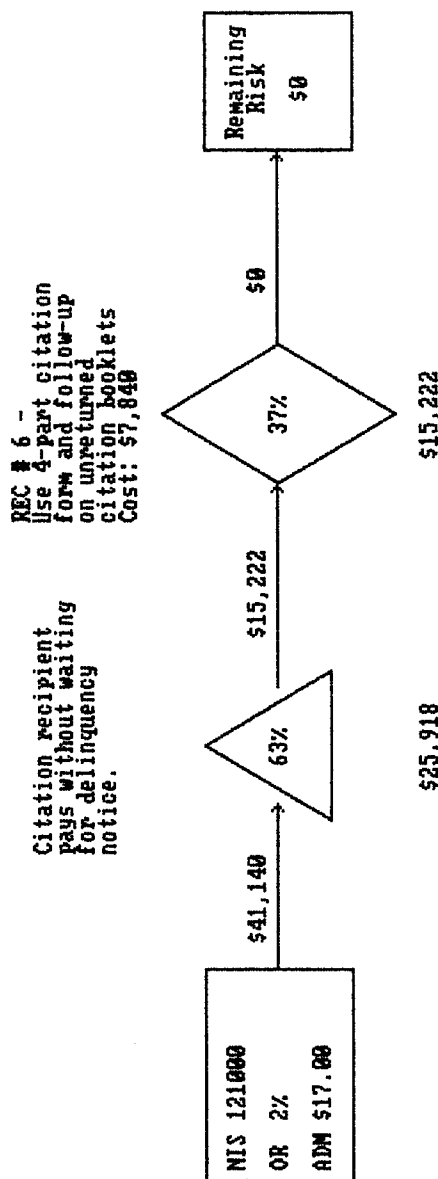 Citation recipient
pays without waiting
for delinquency
notice.
REC # 6 -
Use 4-part citation
form and follow-up
on unreturned
citation booklets
Cost: $7,840
NIS 121000
OR 2%
ADM $17.00
$41,140
63%
$15,222
37%
$0
Remaining
Risk
$0
$25,918
$15,222